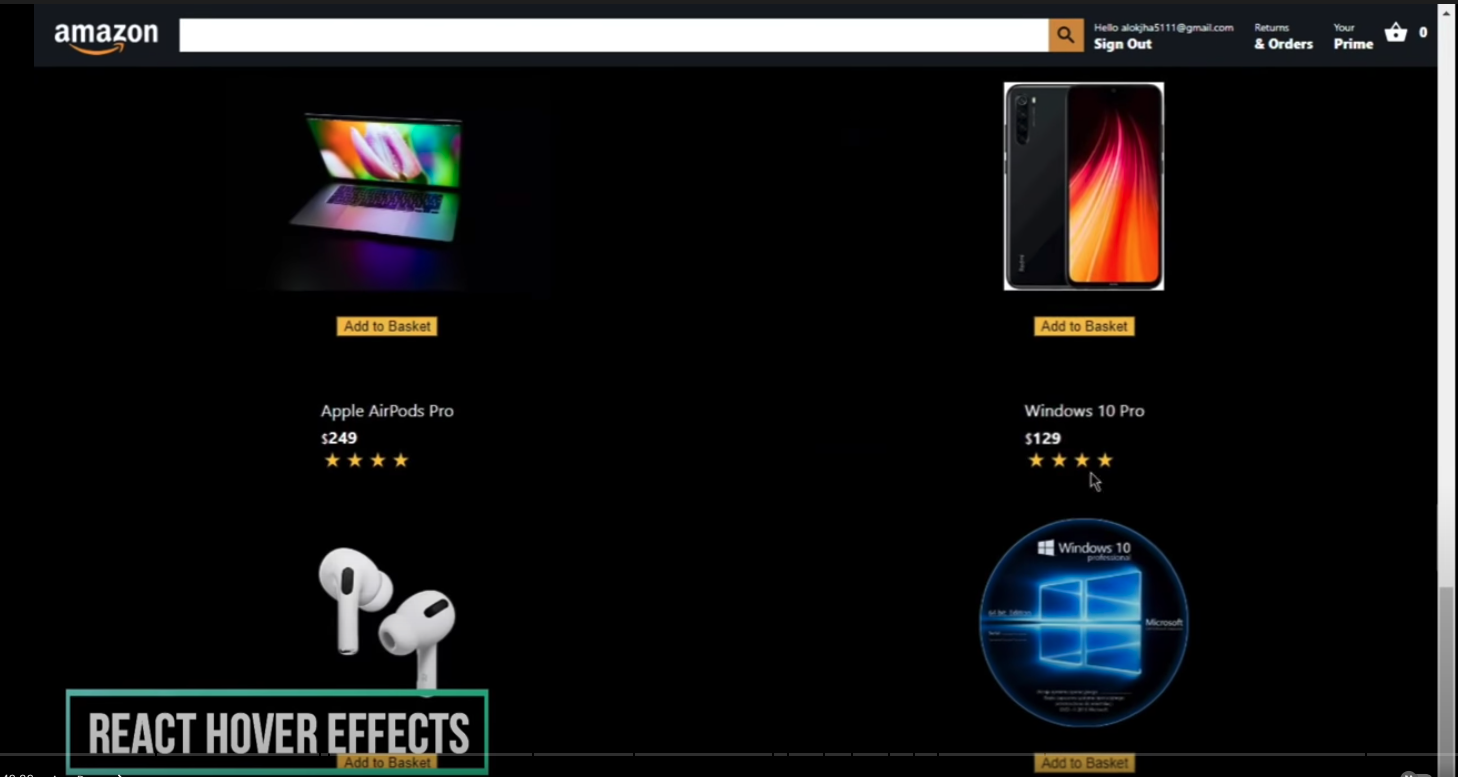 amazon
Hello alokjha5111@gmail.com
Sign Out
Returns
& Orders
Your
Prime
0
Add to Basket
Add to Basket
Apple AirPods Pro
$249
Windows 10 Pro
$129
Windows 10
professional
Microsoft
REACT HOVER EFFECTS
Add to Basket
Add to Basket